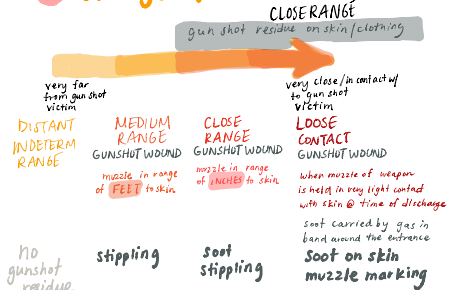 CLOSE RANGE
gun shot residue on skin/clothing
very far
from gun shot
victim
very close/in contact w/
to gun shot
victim
DISTANT
INDETERM
RANGE
no
gunshot
residue
MEDIUM
RANGE
GUNSHOT WOUND
muzzle in range
of FEET to skin
stippling
CLOSE
RANGE
GUNSHOT WOUND
muzzle in range
of INCHES to skin
soot
stippling
LOOSE
CONTACT
GUNSHOT WOUND
when muzzle of weapon
is held in very light contact
with skin @ time of discharge
soot carried by gas in
band around the entrance
soot on skin
muzzle marking